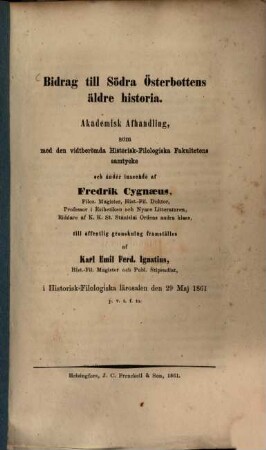 Bidrag till Södra Österbottens
äldre historia.
Akademisk Afhandling,
som
med den vidtberömda Historisk-Filologiska Fakultetens
samtycke
och under inseende af
Fredrik Cygnæus,
Filos. Magister, Hist.-Fil. Doktor,
Professor i Esthetiken och Nyare Litteraturen,
Riddare af K. K. St. Stanislai Ordens andra klass,
till offentlig granskning framställes
af
Karl Emil Ferd. Ignatius,
Hist.-Fil. Magister och Publ. Stipendiat,
i Historisk-Filologiska lärosalen den 29 Maj 1861
p. v. t. f. m.
Helsingfors, J. C. Frenckell & Son, 1861.